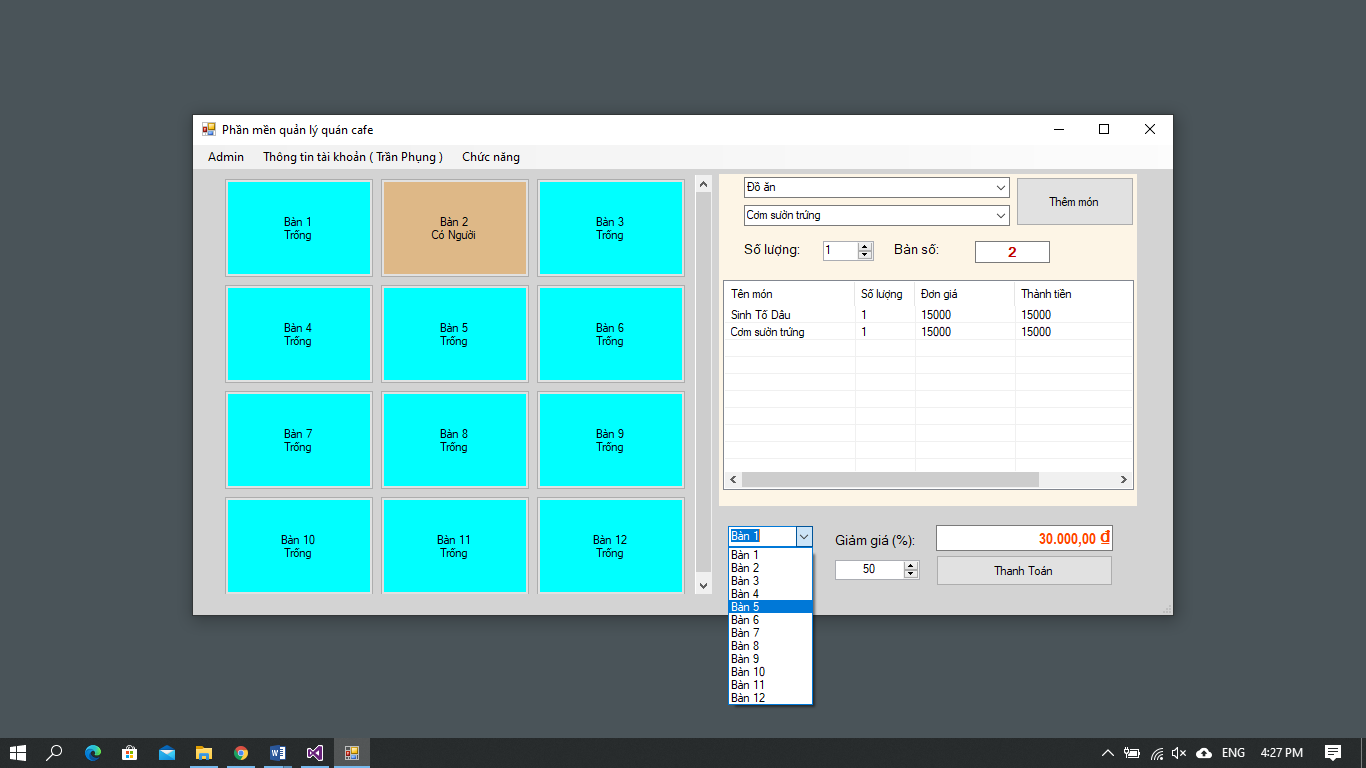 Phần mền quản lý quán cafe
Admin Thông tin tài khoản ( Trần Phụng ) Chức năng
Bàn 1
Trống
Bàn 2
Có Người
Bàn 3
Trống
Bàn 4
Trống
Bàn 5
Trống
Bàn 6
Trống
Bàn 7
Trống
Bàn 8
Trống
Bàn 9
Trống
Bàn 10
Trống
Bàn 11
Trống
Bàn 12
Trống
Đồ ăn
Cơm sườn trứng
Thêm món
Số lượng: 1 Bàn số: 2
Tên món Số lượng Đơn giá Thành tiền
Sinh Tố Dâu 1 15000 15000
Cơm sườn trứng 1 15000 15000
Bàn 1
Bàn 1
Bàn 2
Bàn 3
Bàn 4
Bàn 5
Bàn 6
Bàn 7
Bàn 8
Bàn 9
Bàn 10
Bàn 11
Bàn 12
Giảm giá (%):
50
30.000,00 ₫
Thanh Toán
ENG 4:27 PM